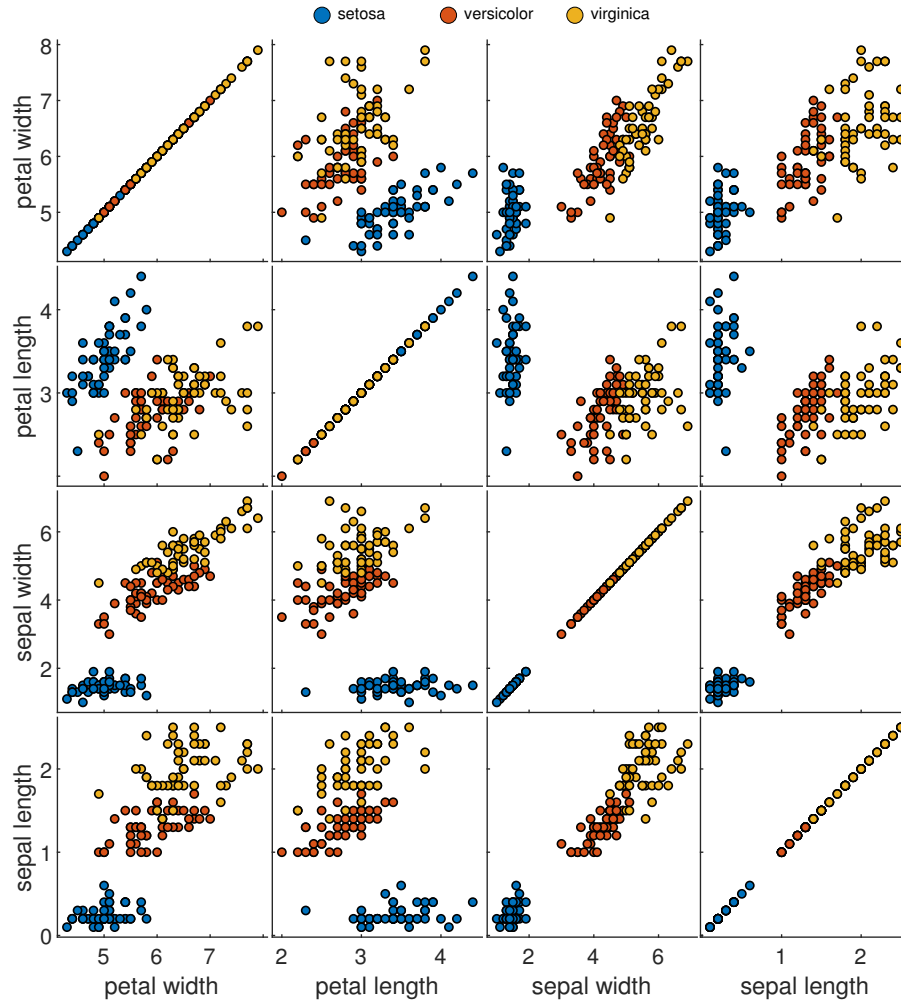 setosa versicolor virginica
8
7
6
5
petal width
4
3
petal length
6
4
2
sepal width
2
1
0
sepal length
5 6 7 2 3 4 2 4 6 1 2
petal width petal length sepal width sepal length